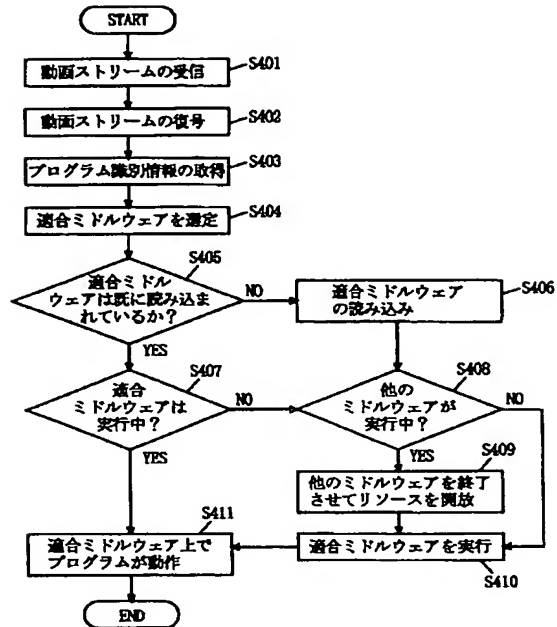 START
動画ストリームの受信
S401
動画ストリームの復号
S402
プログラム識別情報の取得
S403
適合ミドルウェアを選定
S404
適合ミドル
ウェアは既に読み込ま
れているか?
S405
NO
YES
適合ミドルウェア
の読み込み
S406
適合
ミドルウェアは
実行中?
S407
NO
YES
他の
ミドルウェアが
実行中?
S408
NO
YES
他のミドルウェアを終了
させてリソースを開放
S409
適合ミドルウェアを実行
S410
適合ミドルウェア上で
プログラムが動作
S411
END